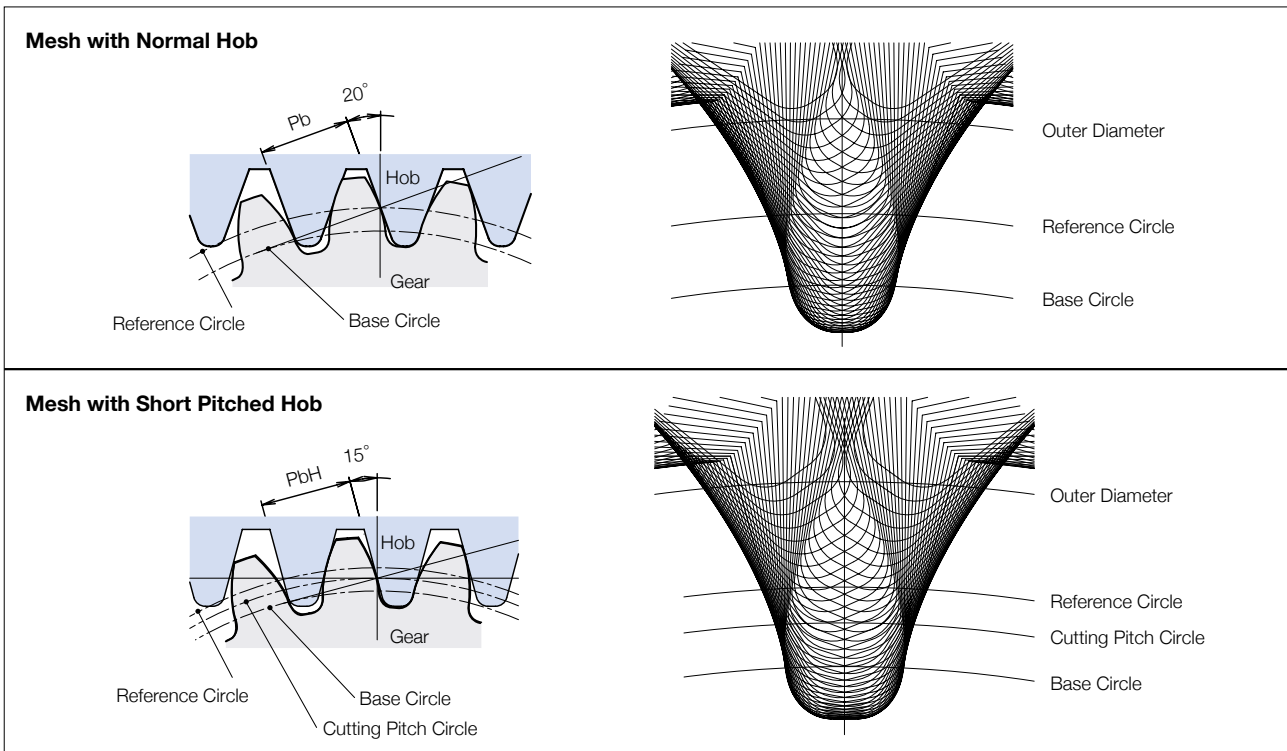 Mesh with Normal Hob
20°
Pb
Hob
Gear
Reference Circle
Base Circle
Outer Diameter
Reference Circle
Base Circle
Mesh with Short Pitched Hob
15°
PbH
Hob
Gear
Reference Circle
Base Circle
Cutting Pitch Circle
Outer Diameter
Reference Circle
Cutting Pitch Circle
Base Circle